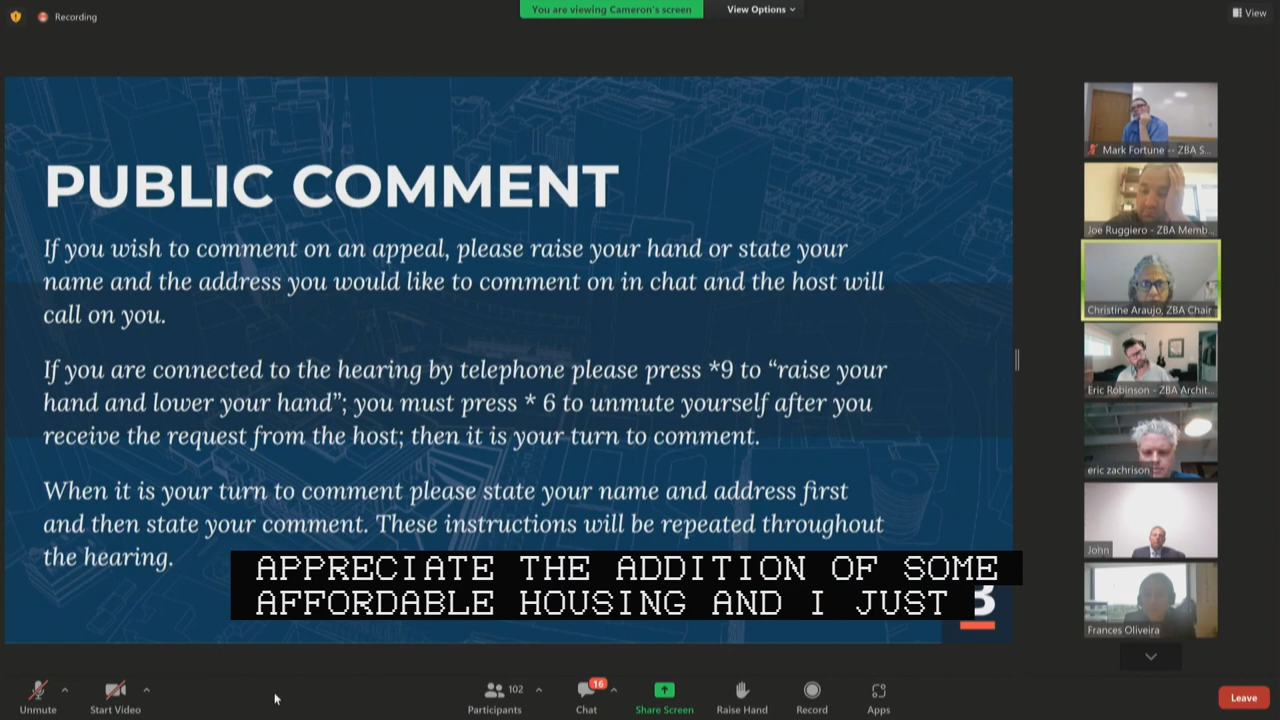 Recording
You are viewing Cameron's screen
View Options
View
PUBLIC COMMENT
If you wish to comment on an appeal, please raise your hand or state your
name and the address you would like to comment on in chat and the host will
call on you.
If you are connected to the hearing by telephone please press *9 to “raise your
hand and lower your hand”; you must press * 6 to unmute yourself after you
receive the request from the host; then it is your turn to comment.
When it is your turn to comment please state your name and address first
and then state your comment. These instructions will be repeated throughout
the hearing.
APPRECIATE THE ADDITION OF SOME
AFFORDABLE HOUSING AND I JUST
B
Mark Fortune -- ZBA S...
Joe Ruggiero - ZBA Memb...
Christine Araujo, ZBA Chair
Eric Robinson - ZBA Archit...
eric zachrison
John
Frances Oliveira
Unmute
Start Video
102
Participants
16
Chat
Share Screen
Raise Hand
Record
Apps
Leave